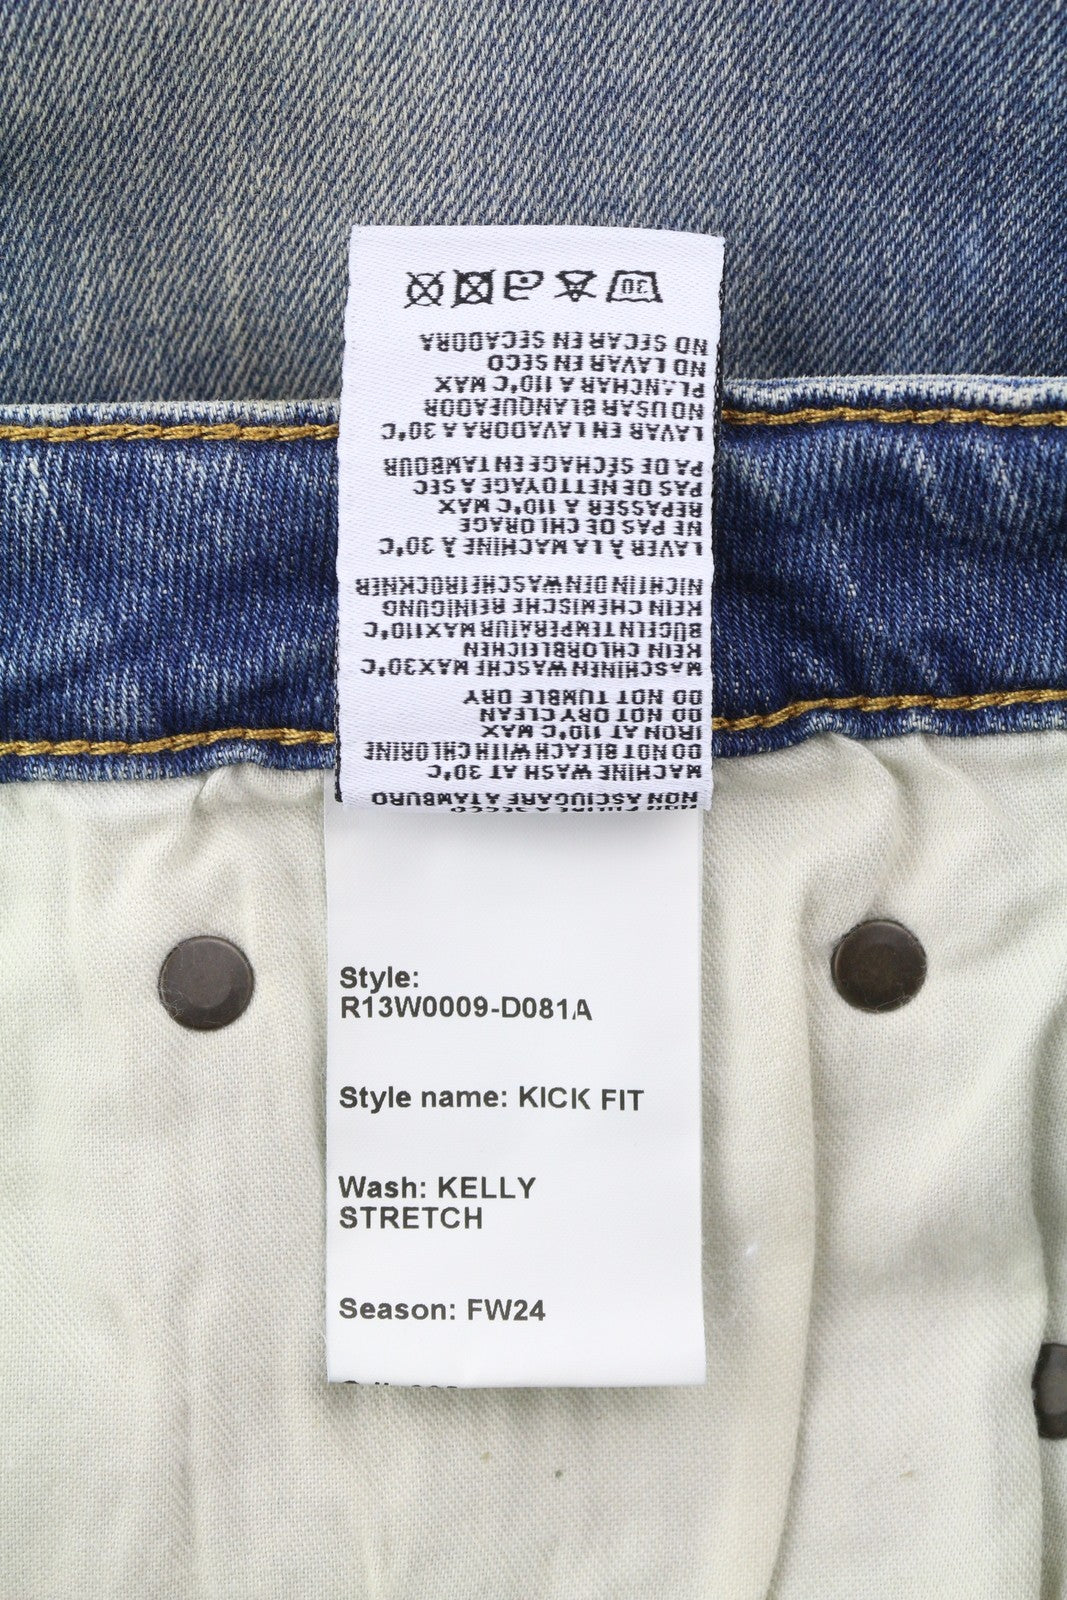 NON ASCIUGARE A TAMBURO
MACHINE WASH AT 30°C
DO NOT BLEACH WITH CHLORINE
IRON AT 110°C MAX
DO NOT DRY CLEAN
DO NOT TUMBLE DRY
MASCHINEN WASCHE MAX30°C
KEIN CHLORBLEICHEN
BÜGELN TEMPERATUR MAX110°C
KEIN CHEMISCHE REINIGUNG
NICHT IN DEN WASCHETROCKNER
LAVER À LA MACHINE À 30°C
NE PAS DE CHLORAGE
REPASSER A 110°C MAX
PAS DE NETTOYAGE A SEC
PA DE SÉCHAGE EN TAMBOUR
LAVAR EN LAVADORA A 30°C
NO USAR BLANQUEADOR
PLANCHAR A 110°C MAX
NO LAVAR EN SECO
NO SECAR EN SECADORA
30
Style:
R13W0009-D081A
Style name: KICK FIT
Wash: KELLY
STRETCH
Season: FW24